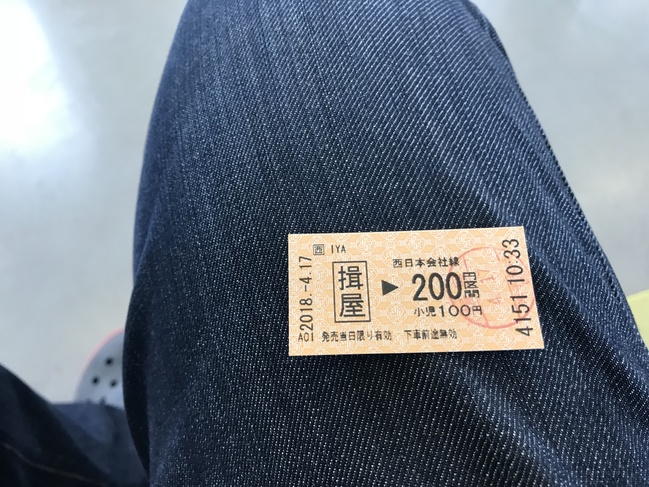 西 IYA
2018.-4.17
揖屋
▶
西日本会社線
200円区間
小児100円
4151 10:33
A01 発売当日限り有効 下車前途無効